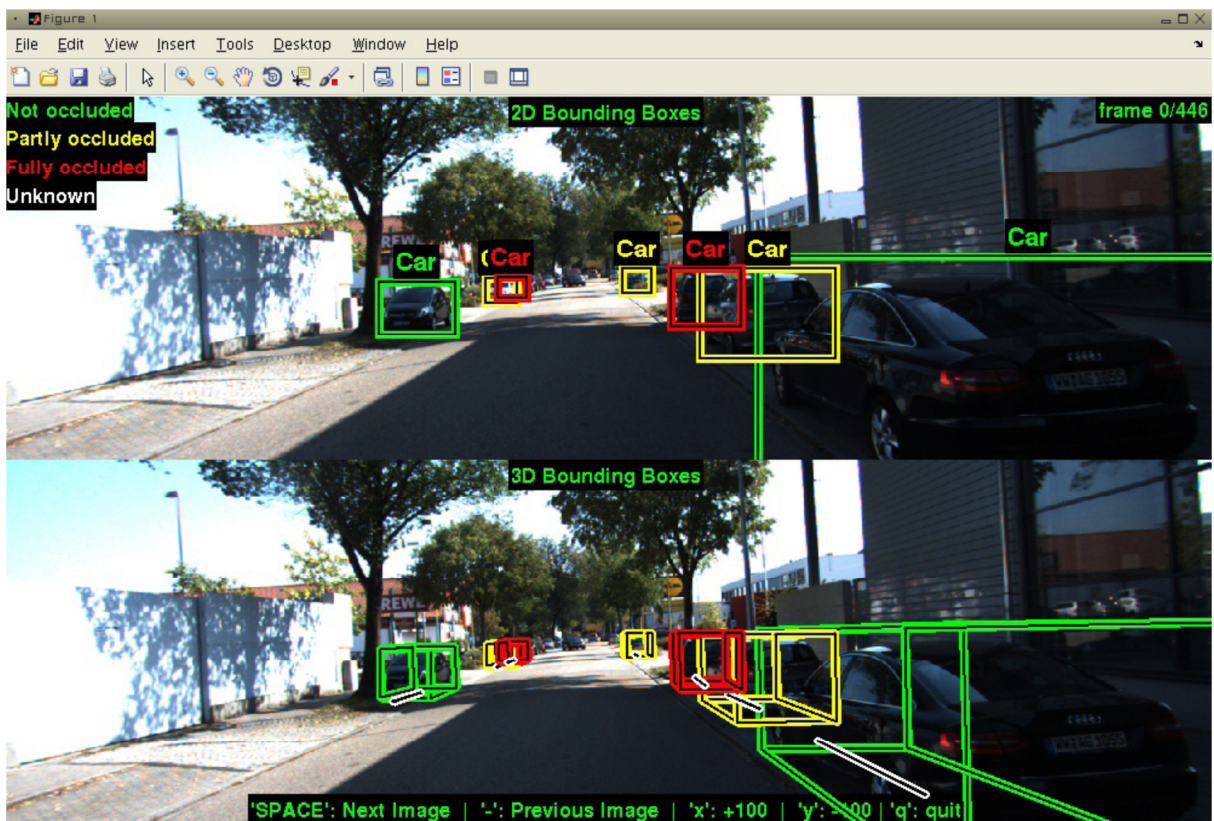 Figure 1
File Edit View Insert Tools Desktop Window Help
Not occluded
Partly occluded
Fully occluded
Unknown
2D Bounding Boxes
frame 0/446
REW
Car
Car
Car
Car
Car
Car
3D Bounding Boxes
REW
'SPACE': Next Image | '-': Previous Image | 'x': +100 | 'y': -100 | 'q': quit